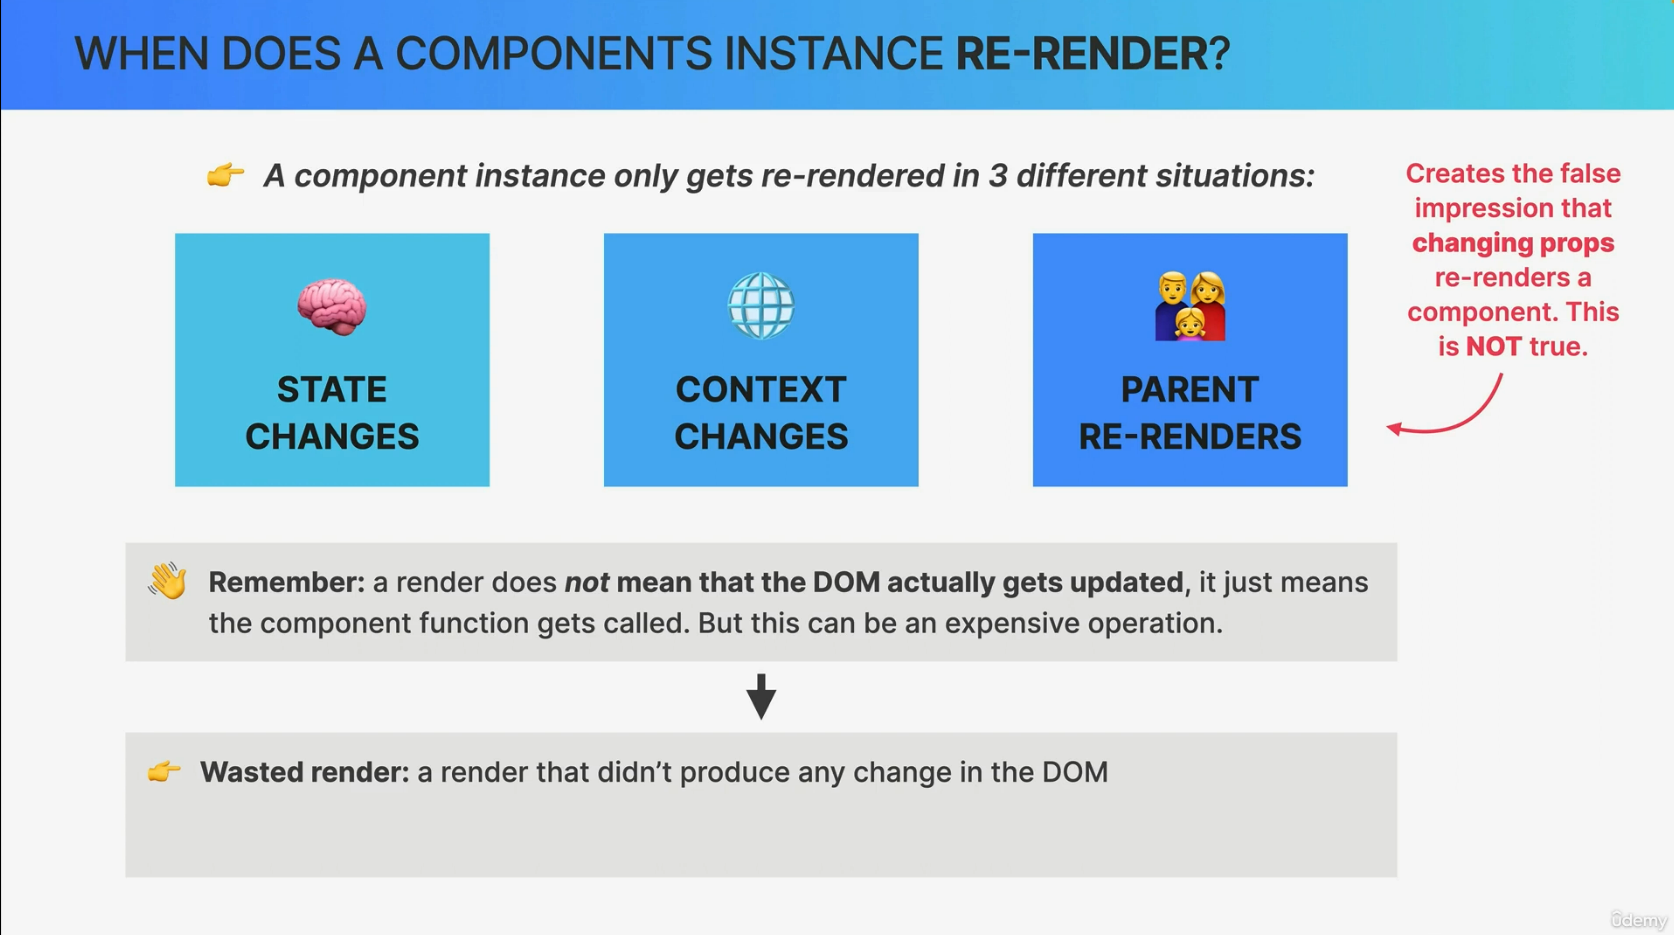 WHEN DOES A COMPONENTS INSTANCE RE-RENDER?
👉 A component instance only gets re-rendered in 3 different situations:
STATE
CHANGES
CONTEXT
CHANGES
PARENT
RE-RENDERS
Creates the false
impression that
changing props
re-renders a
component. This
is NOT true.
👋 Remember: a render does not mean that the DOM actually gets updated, it just means
the component function gets called. But this can be an expensive operation.
👉 Wasted render: a render that didn’t produce any change in the DOM
ûdemy